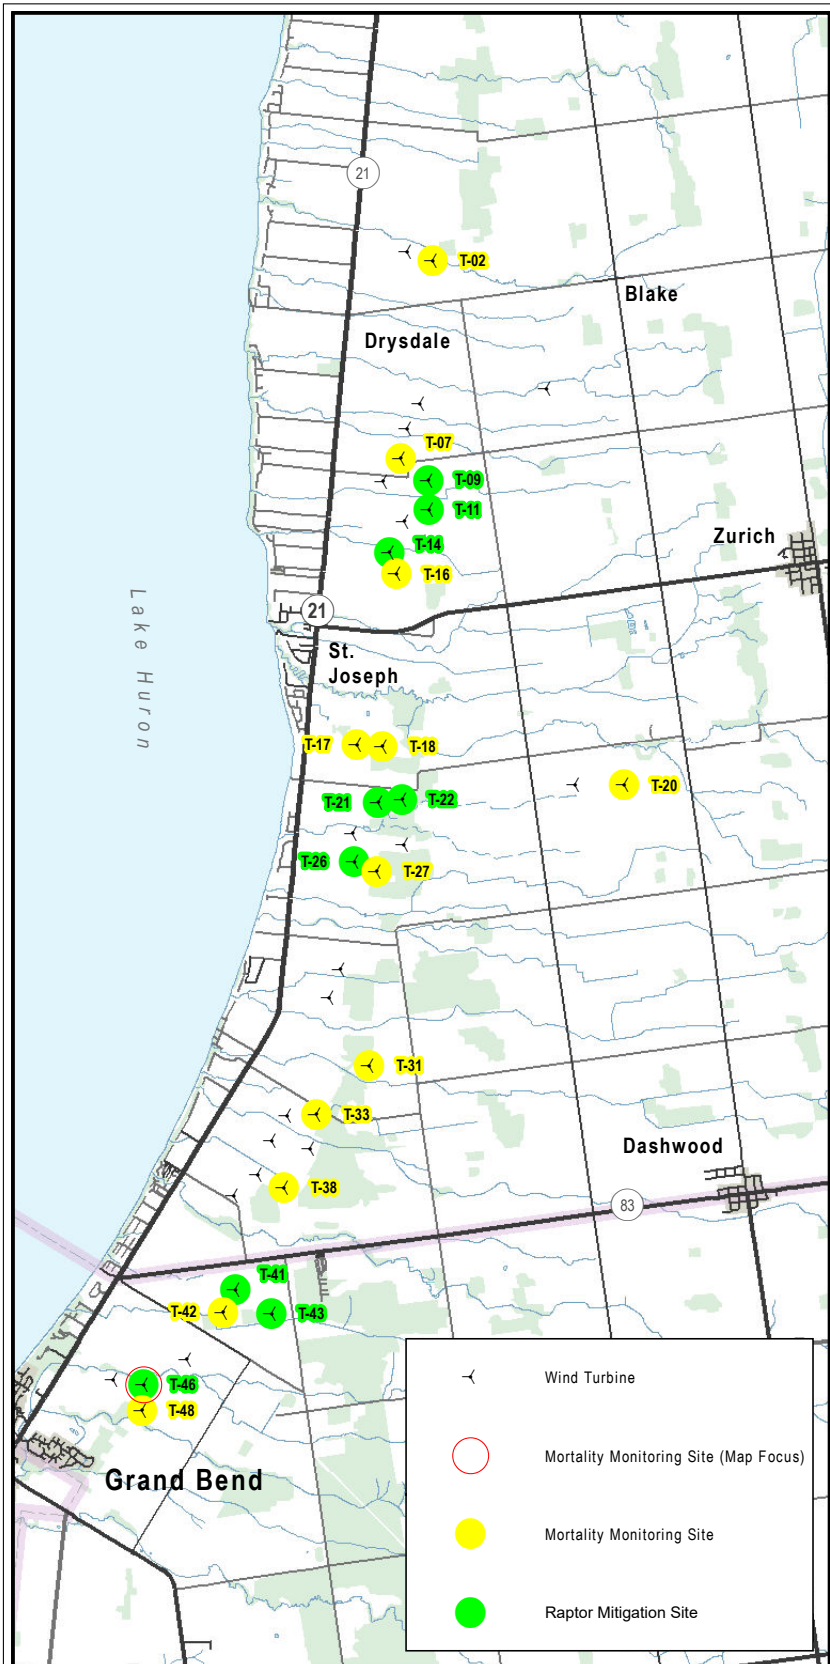 21
T-02
Blake
Drysdale
T-07
T-09
T-11
Zurich
T-14
T-16
21
Lake Huron
St.
Joseph
T-17
T-18
T-20
T-21
T-22
T-26
T-27
T-31
T-33
Dashwood
T-38
83
T-41
T-42
T-43
T-46
T-48
Grand Bend
Wind Turbine
Mortality Monitoring Site (Map Focus)
Mortality Monitoring Site
Raptor Mitigation Site